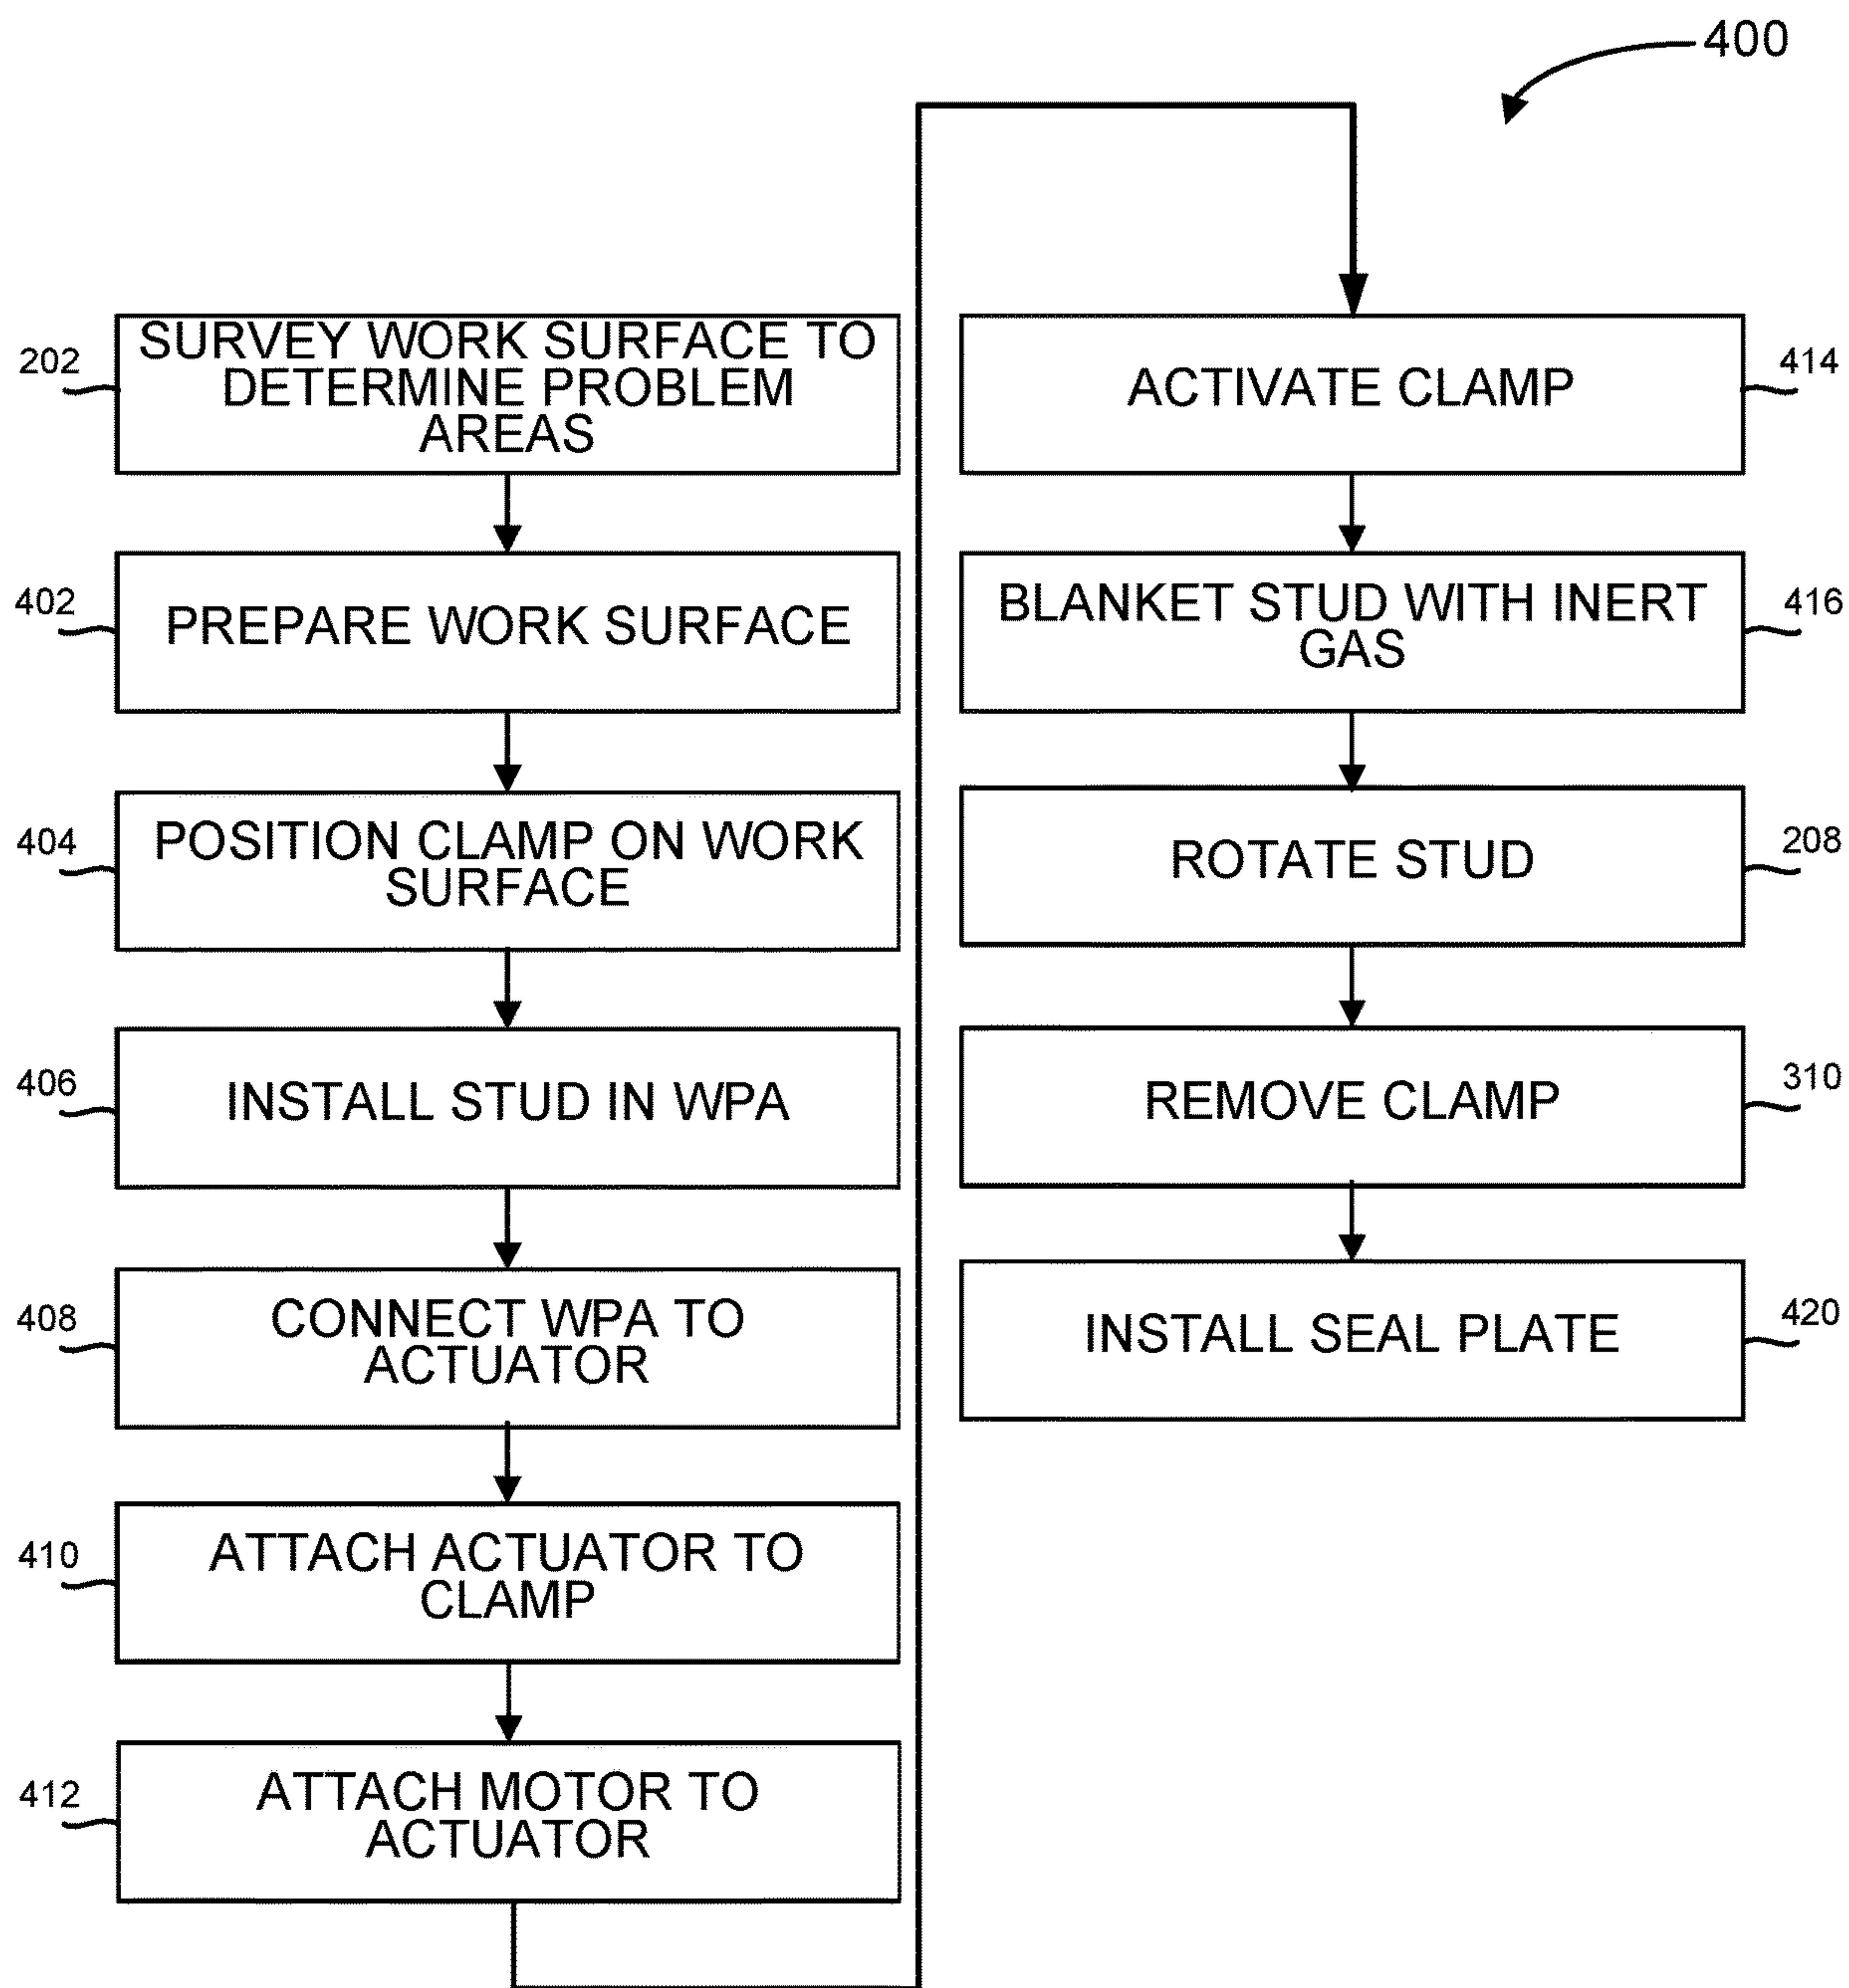 400
202
SURVEY WORK SURFACE TO
DETERMINE PROBLEM
AREAS
402
PREPARE WORK SURFACE
404
POSITION CLAMP ON WORK
SURFACE
406
INSTALL STUD IN WPA
408
CONNECT WPA TO
ACTUATOR
410
ATTACH ACTUATOR TO
CLAMP
412
ATTACH MOTOR TO
ACTUATOR
ACTIVATE CLAMP
414
BLANKET STUD WITH INERT
GAS
416
ROTATE STUD
208
REMOVE CLAMP
310
INSTALL SEAL PLATE
420